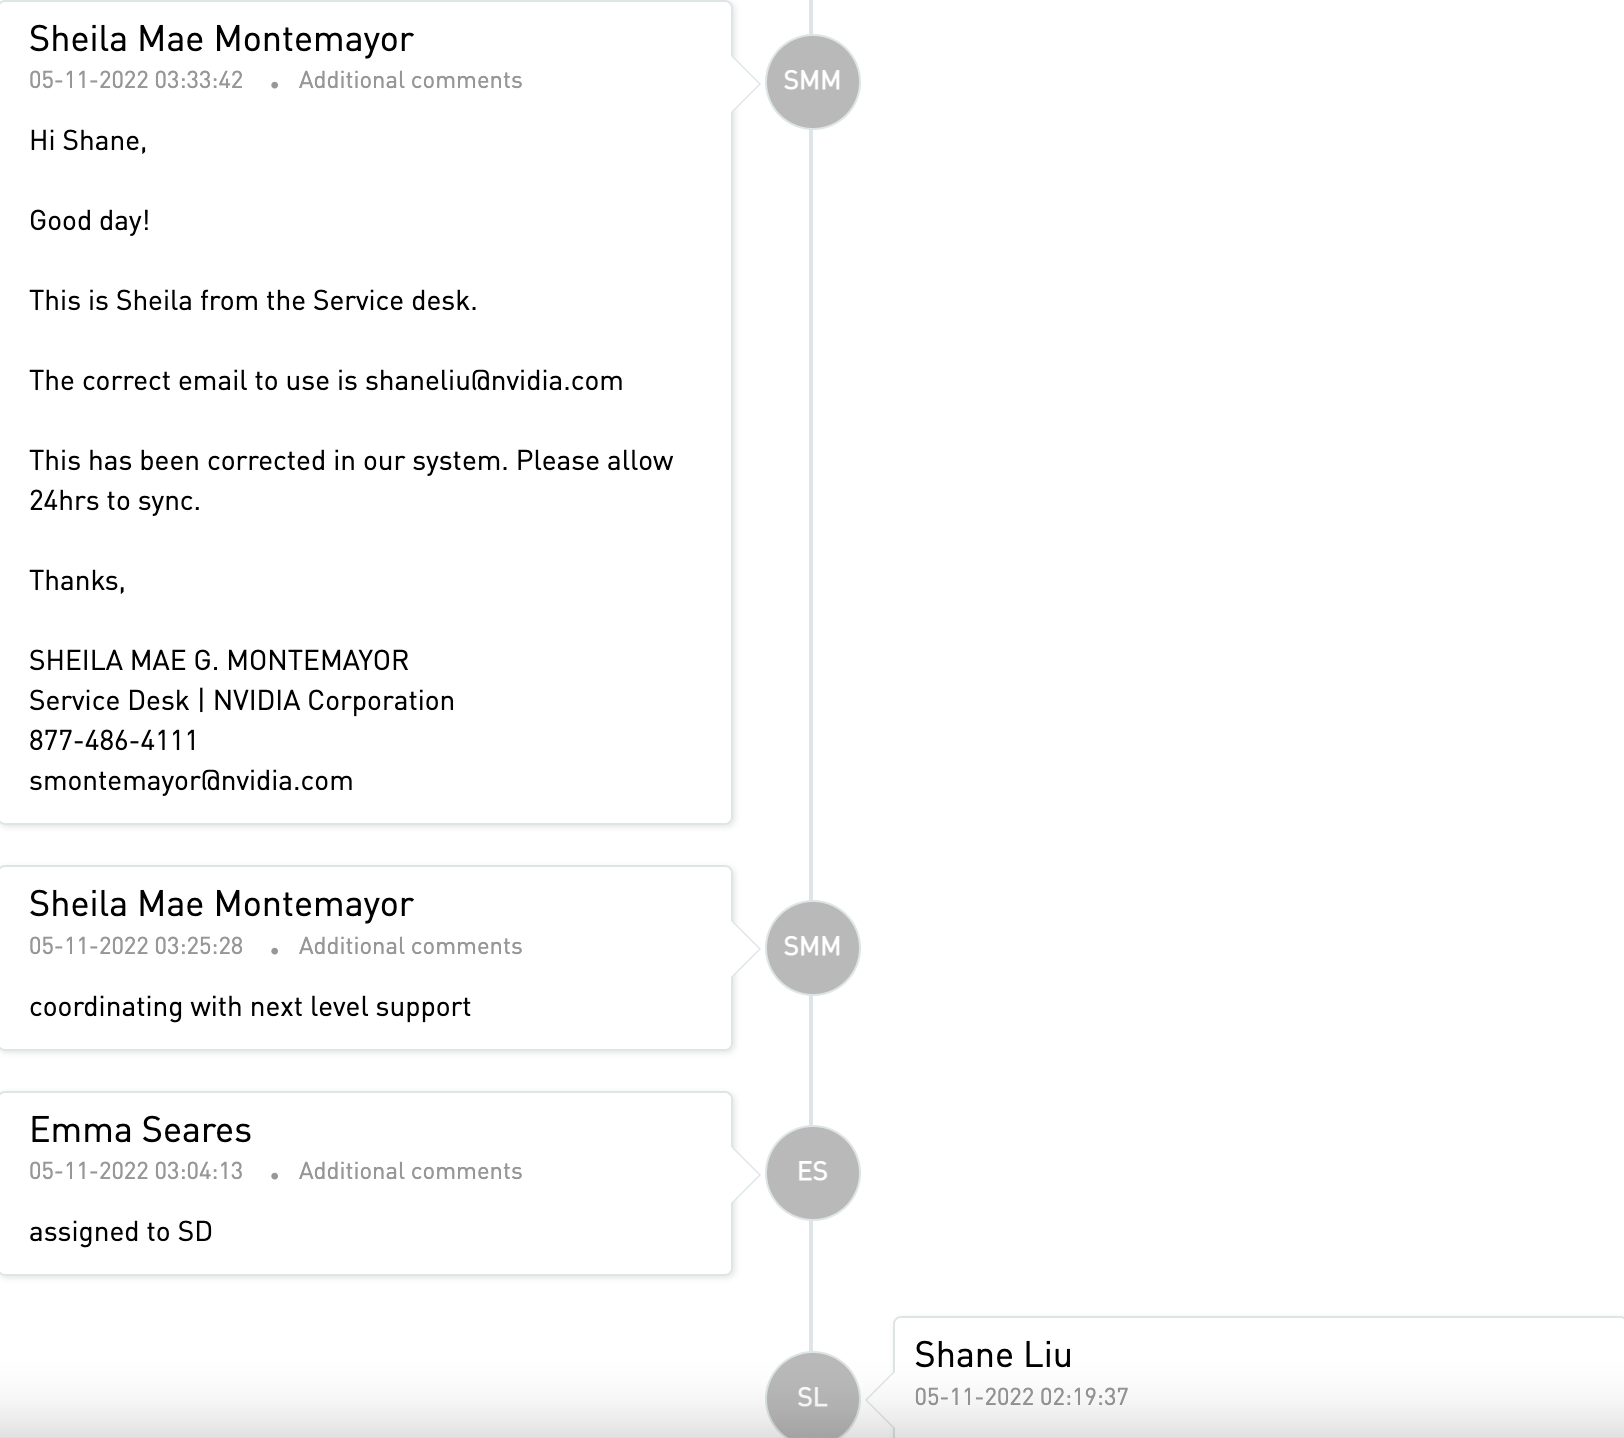 Sheila Mae Montemayor
05-11-2022 03:33:42 • Additional comments
SMM
Hi Shane,
Good day!
This is Sheila from the Service desk.
The correct email to use is shaneliu@nvidia.com
This has been corrected in our system. Please allow
24hrs to sync.
Thanks,
SHEILA MAE G. MONTEMAYOR
Service Desk | NVIDIA Corporation
877-486-4111
smontemayor@nvidia.com
Sheila Mae Montemayor
05-11-2022 03:25:28 • Additional comments
SMM
coordinating with next level support
Emma Seares
05-11-2022 03:04:13 • Additional comments
ES
assigned to SD
SL
Shane Liu
05-11-2022 02:19:37